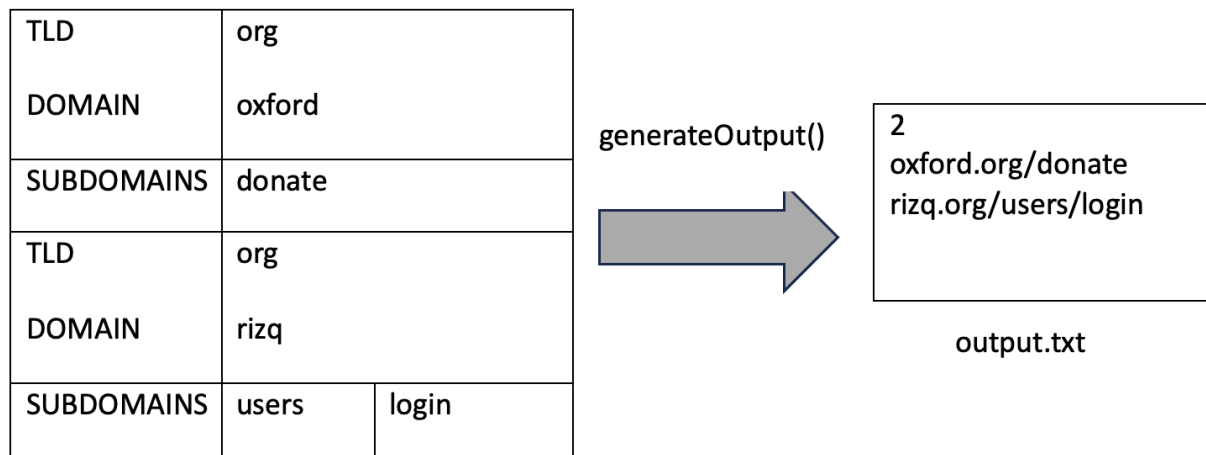 TLD org
DOMAIN oxford
SUBDOMAINS donate
TLD org
DOMAIN rizq
SUBDOMAINS users login
generateOutput()
2
oxford.org/donate
rizq.org/users/login
output.txt